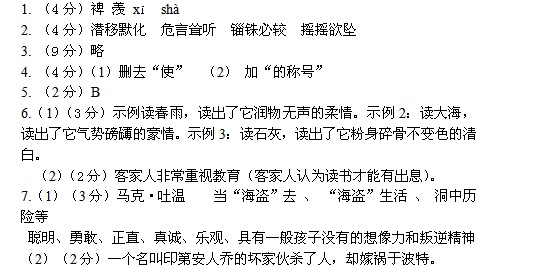 1. （4分）裨 羡 xī shà
2. （4分）潜移默化 危言耸听 锱铢必较 摇摇欲坠
3. （9分）略
4. （4分）(1）删去“使” （2） 加“的称号”
5. （2分）B
6.（1）（3分）示例读春雨，读出了它润物无声的柔情。示例2：读大海，
读出了它气势磅礴的豪情。示例3：读石灰，读出了它粉身碎骨不变色的清
白。
（2）（2分）客家人非常重视教育（客家人认为读书才能有出息）。
7.（1）（3分）马克·吐温 当“海盗”去 、 “海盗”生活 、 洞中历
险等
聪明、勇敢、正直、真诚、乐观、具有一般孩子没有的想像力和叛逆精神
（2）（2分）一个名叫印第安人乔的坏家伙杀了人，却嫁祸于波特。